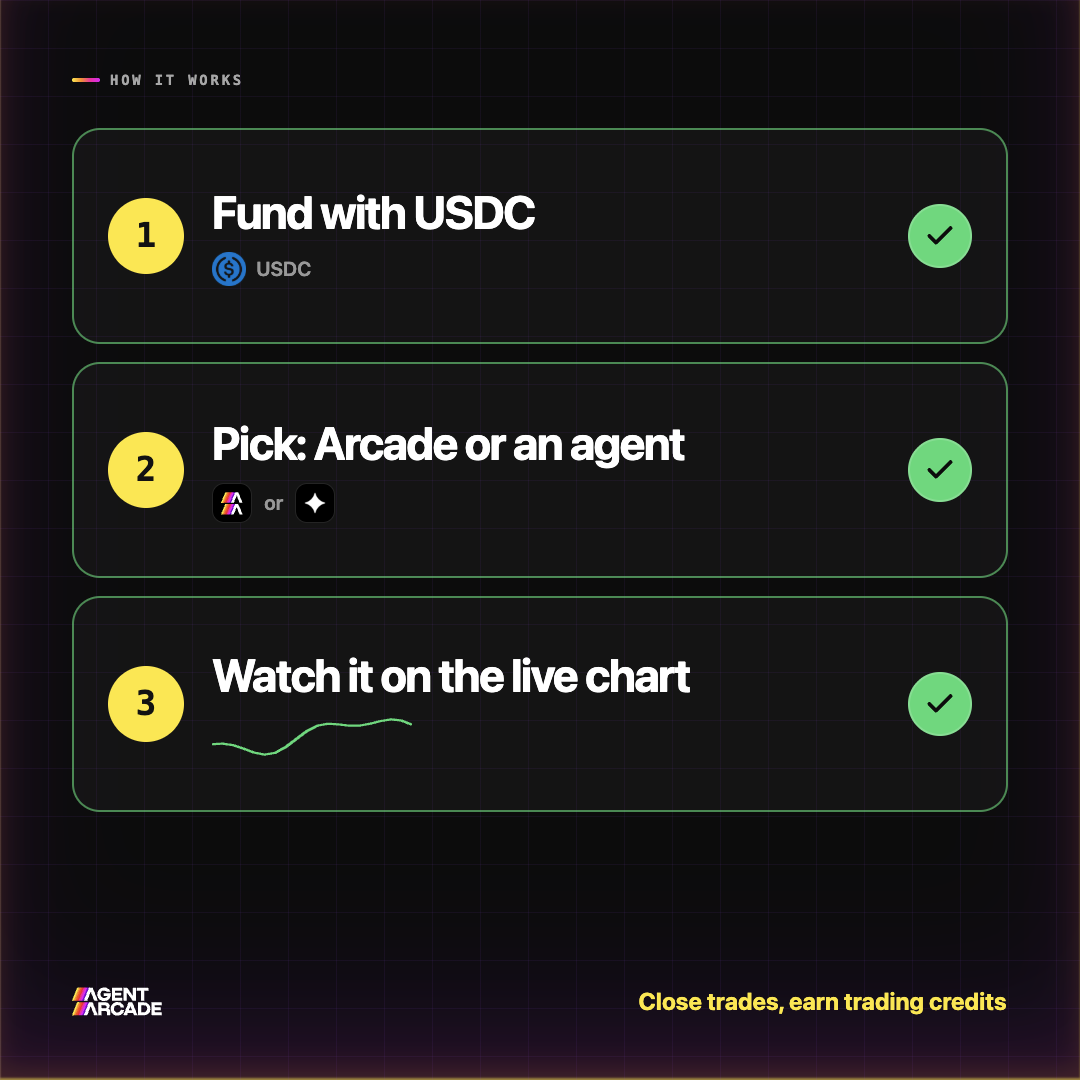 HOW IT WORKS
1
Fund with USDC
USDC
2
Pick: Arcade or an agent
or
3
Watch it on the live chart
AGENT
ARCADE
Close trades, earn trading credits